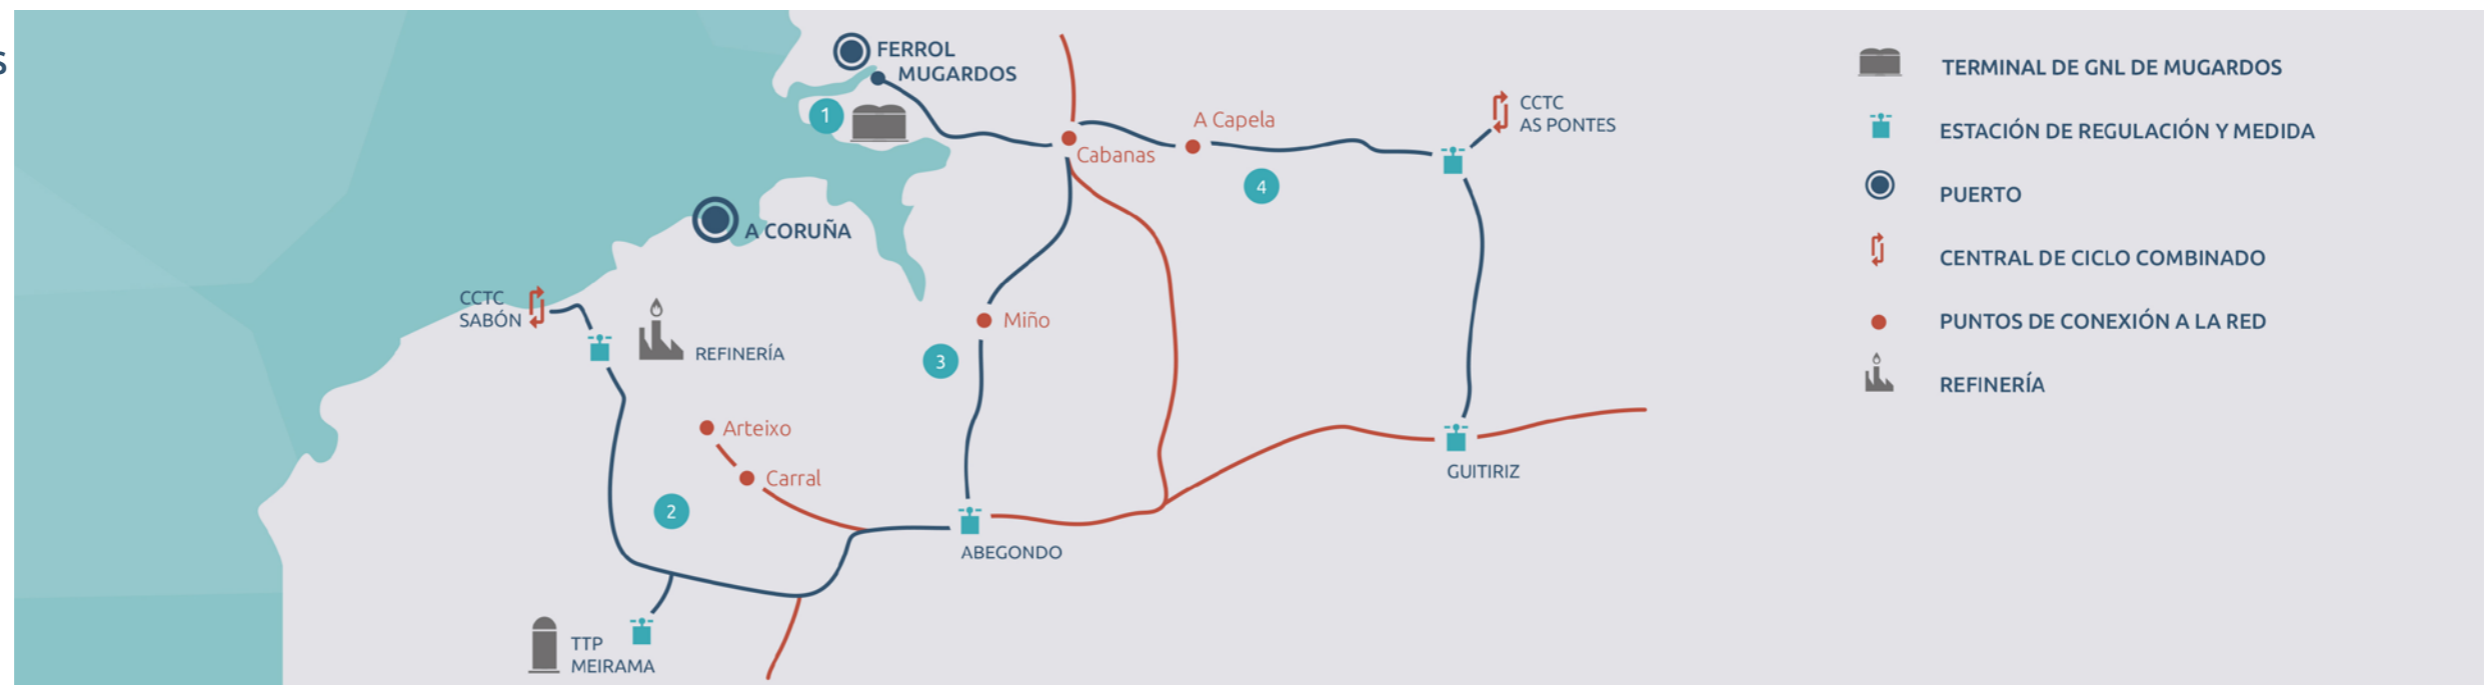 S
FERROL
MUGARDOS
1
A Capela
CCTC
AS PONTES
Cabanas
4
A CORUÑA
CCTC
SABÓN
REFINERÍA
Miño
3
Arteixo
Carral
2
GUITIRIZ
ABEGONDO
TTP
MEIRAMA
TERMINAL DE GNL DE MUGARDOS
ESTACIÓN DE REGULACIÓN Y MEDIDA
PUERTO
CENTRAL DE CICLO COMBINADO
PUNTOS DE CONEXIÓN A LA RED
REFINERÍA